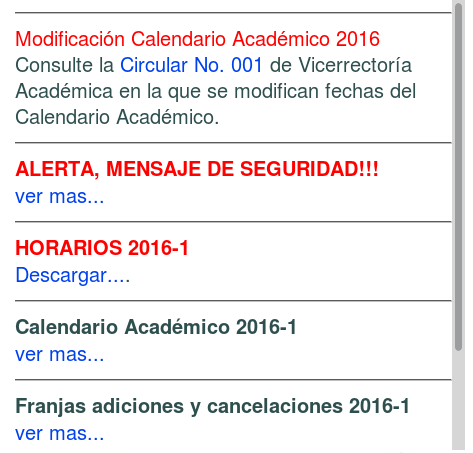 Modificación Calendario Académico 2016
Consulte la Circular No. 001 de Vicerrectoría
Académica en la que se modifican fechas del
Calendario Académico.
ALERTA, MENSAJE DE SEGURIDAD!!!
ver mas...
HORARIOS 2016-1
Descargar....
Calendario Académico 2016-1
ver mas...
Franjas adiciones y cancelaciones 2016-1
ver mas...